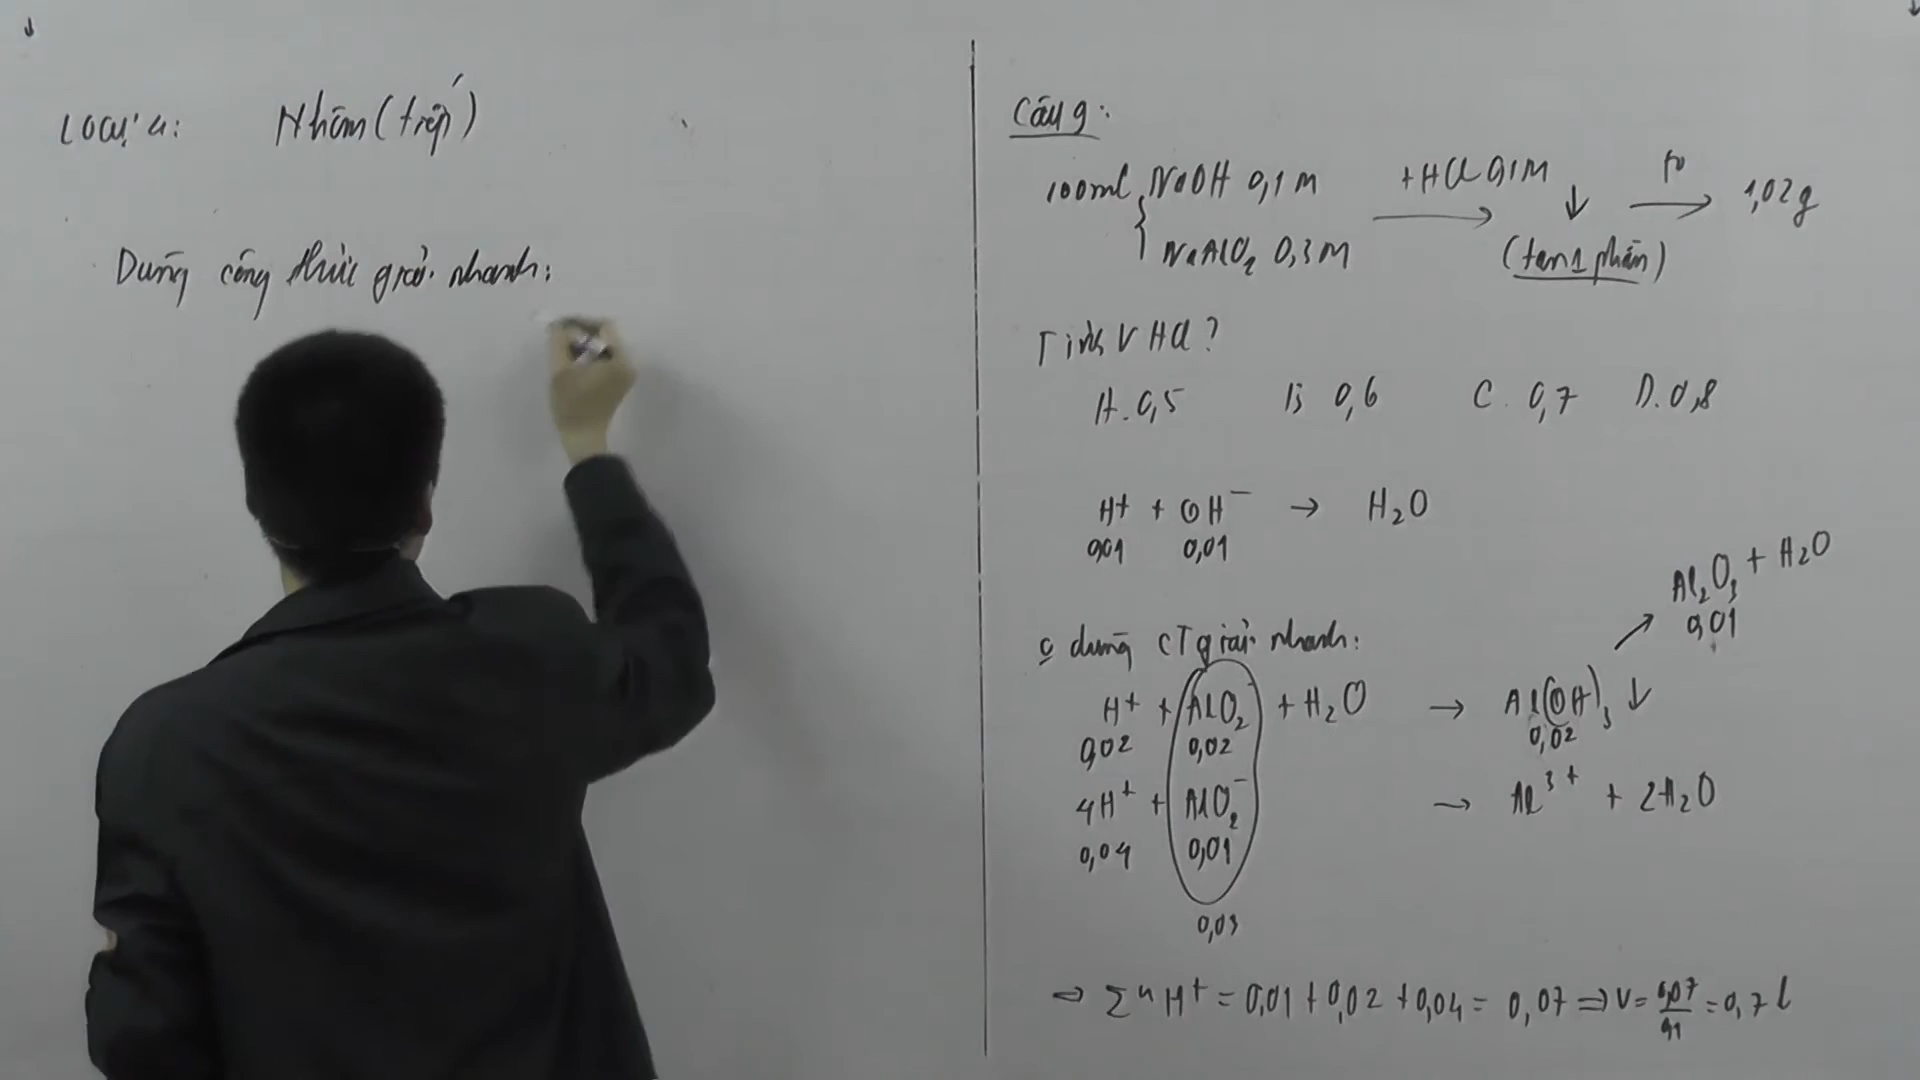 Loại 4: Nhôm (tiếp)
Dùng công thức giải nhanh:
Câu 9:
100ml { NaOH 0,1M +HCl 0,1M ↓ t° → 1,02g
NaAlO₂ 0,3M → (tan 1 phần)
Tính V HCl?
A. 0,5 B 0,6 C. 0,7 D. 0,8
H⁺ + OH⁻ → H₂O
0,01 0,01
Al₂O₃ + H₂O
0,01
dùng CT giải nhanh:
H⁺ + AlO₂⁻ + H₂O → Al(OH)₃ ↓
0,02 0,02 0,02
4H⁺ + AlO₂⁻ → Al³⁺ + 2H₂O
0,04 0,01
0,03
⇒ Σ n H⁺ = 0,01 + 0,02 + 0,04 = 0,07 ⇒ V = 0,07/0,1 = 0,7 l